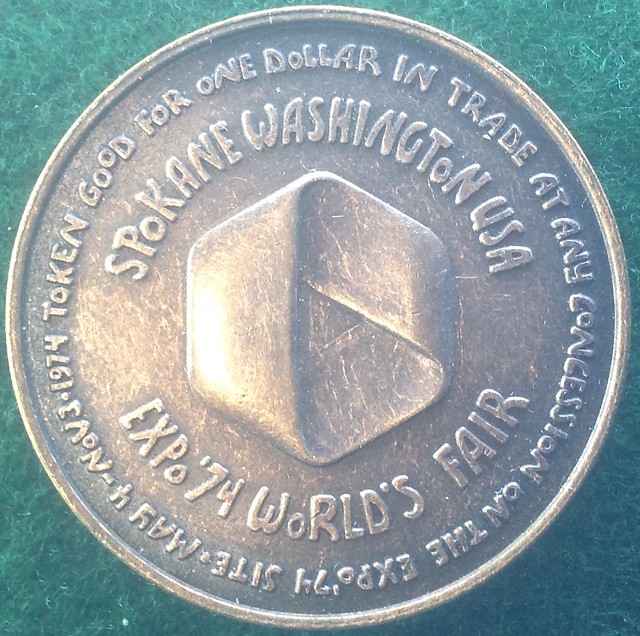 TOKEN GOOD FOR ONE DOLLAR IN TRADE AT ANY CONCESSION ON THE EXPO '74 SITE • MAY 4 - NOV • 3 • 1974
SPOKANE WASHINGTON USA
EXPO '74 WORLD'S FAIR